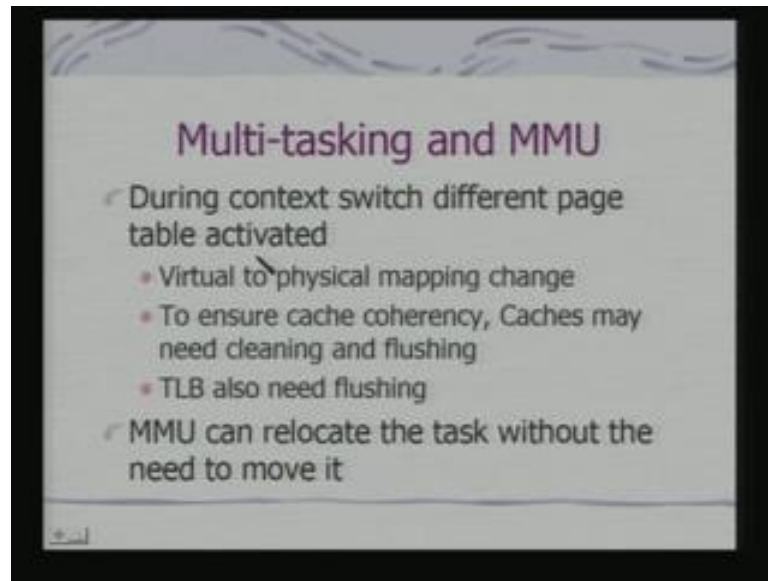 Multi-tasking and MMU
During context switch different page
table activated
Virtual to physical mapping change
To ensure cache coherency, Caches may
need cleaning and flushing
TLB also need flushing
MMU can relocate the task without the
need to move it